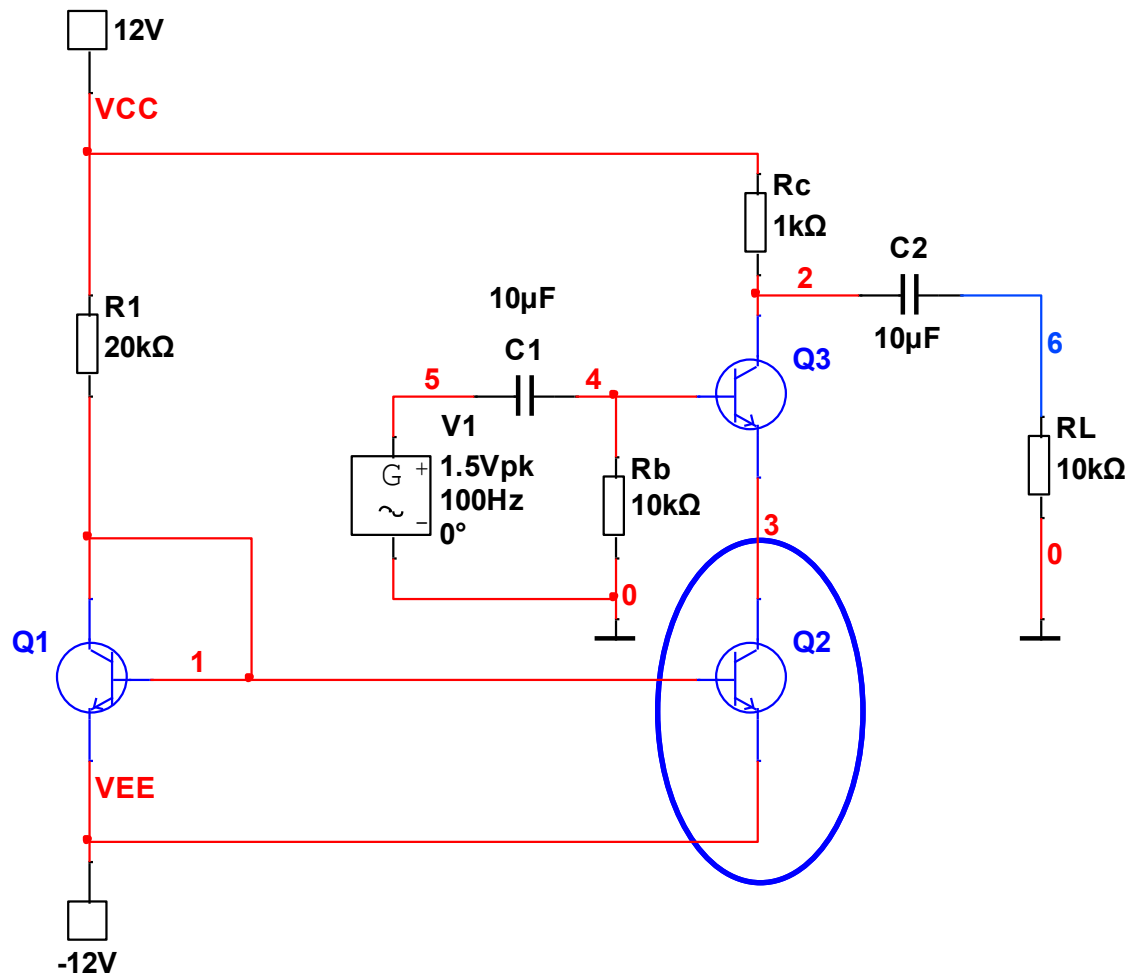 12V
VCC
Rc
1kΩ
C2
2
10µF
10µF
R1
20kΩ
C1
Q3
6
5
4
V1
G
+
1.5Vpk
100Hz
0°
−
Rb
10kΩ
RL
10kΩ
3
0
0
Q1
1
Q2
VEE
-12V